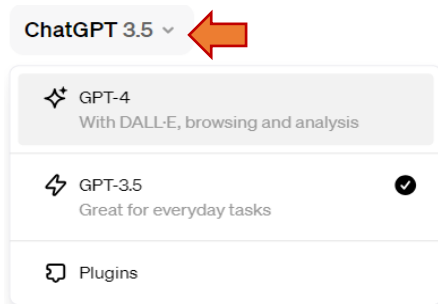 ChatGPT 3.5
GPT-4
With DALL·E, browsing and analysis
GPT-3.5
Great for everyday tasks
Plugins